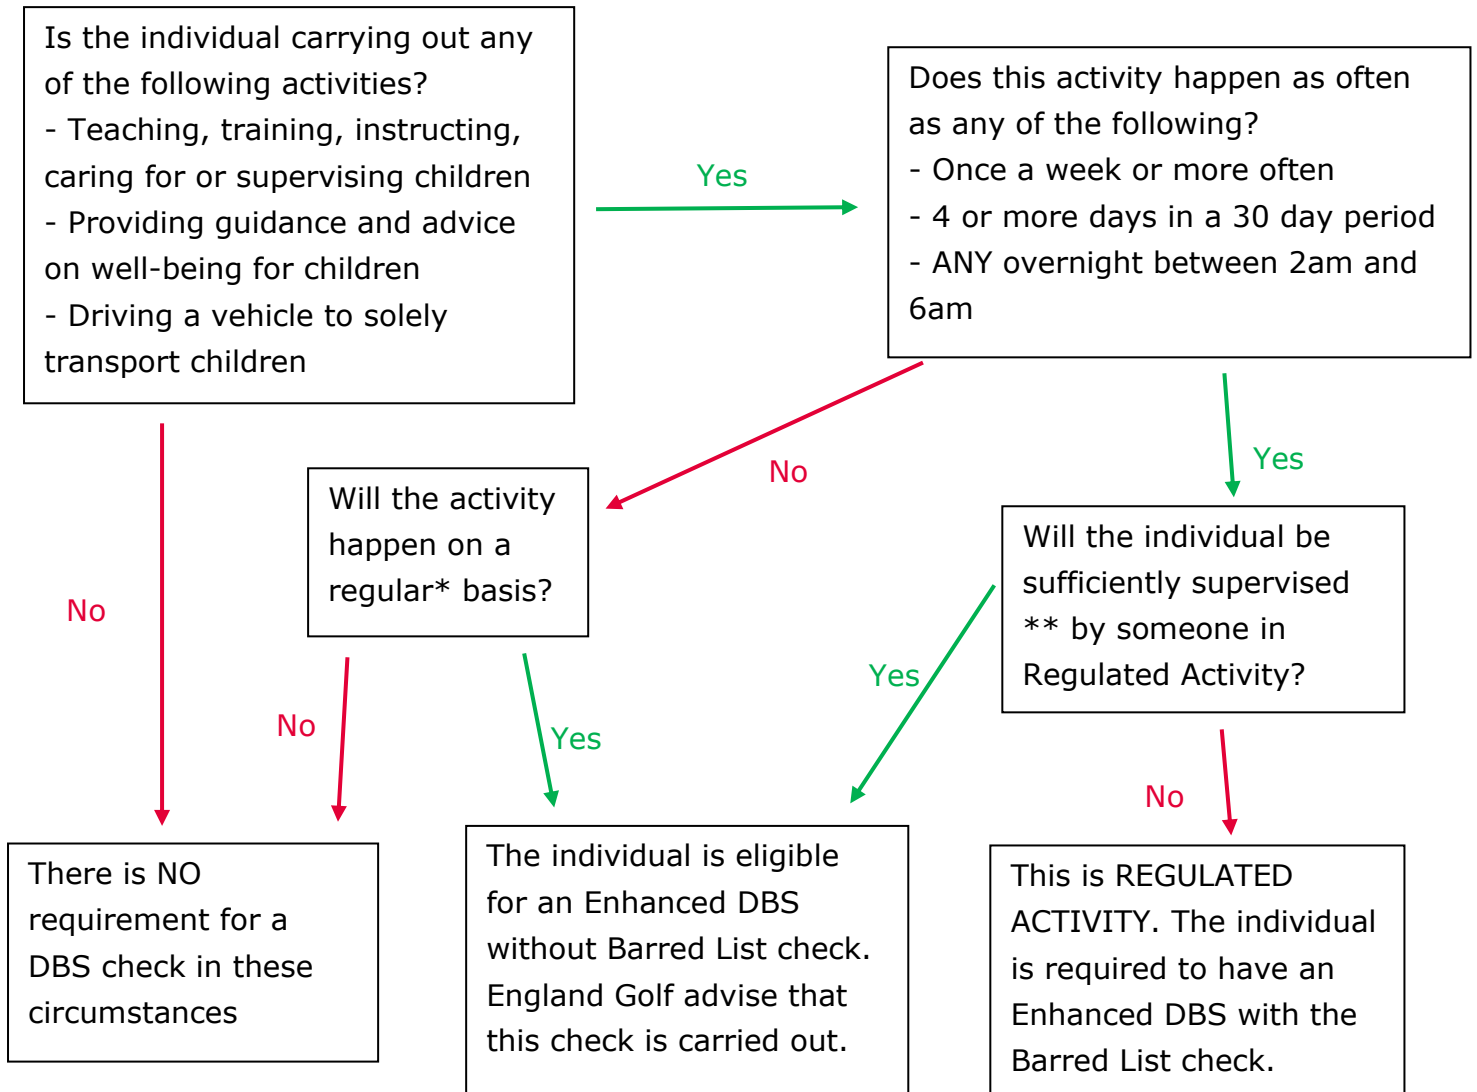 Is the individual carrying out any
of the following activities?
- Teaching, training, instructing,
caring for or supervising children
- Providing guidance and advice
on well-being for children
- Driving a vehicle to solely
transport children
Yes
Does this activity happen as often
as any of the following?
- Once a week or more often
- 4 or more days in a 30 day period
- ANY overnight between 2am and
6am
No
No
Yes
Will the activity
happen on a
regular* basis?
Will the individual be
sufficiently supervised
** by someone in
Regulated Activity?
No
Yes
Yes
No
There is NO
requirement for a
DBS check in these
circumstances
The individual is eligible
for an Enhanced DBS
without Barred List check.
England Golf advise that
this check is carried out.
This is REGULATED
ACTIVITY. The individual
is required to have an
Enhanced DBS with the
Barred List check.